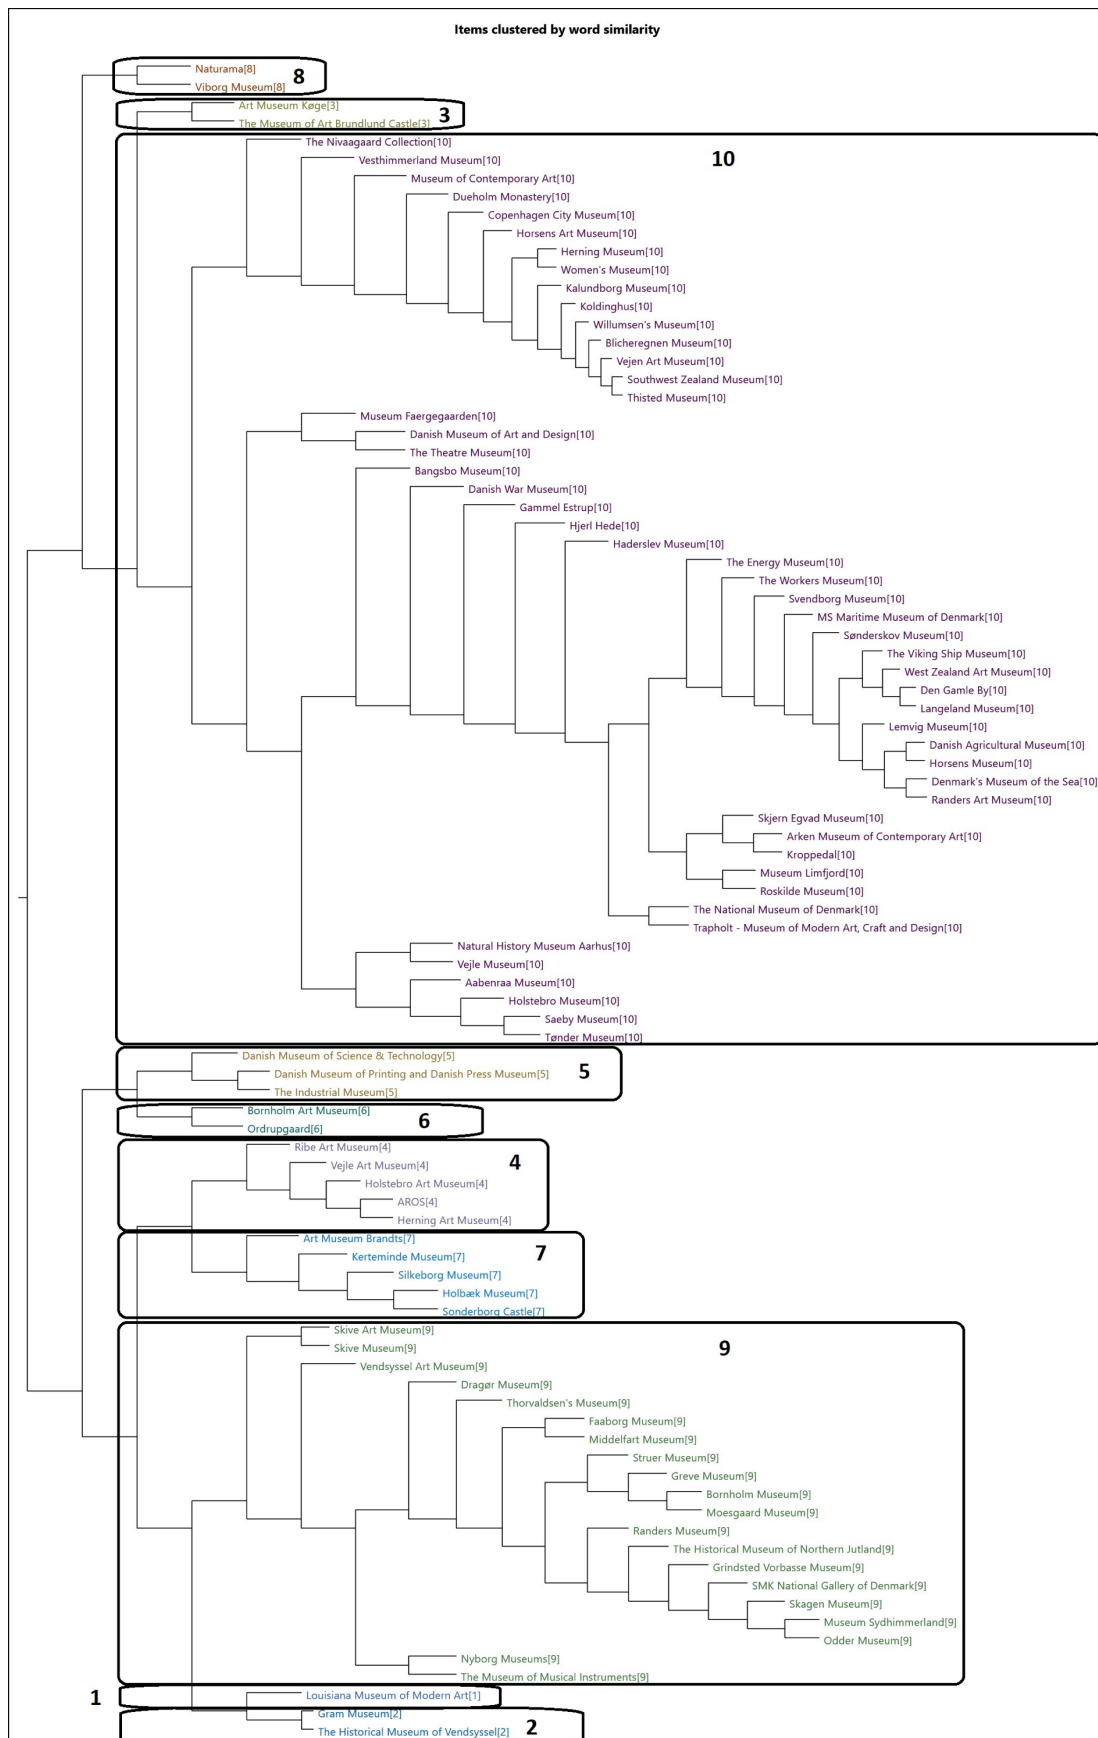 Items clustered by word similarity
Naturama[8]
8
Viborg Museum[8]
Art Museum Køge[3]
3
The Museum of Art Brundlund Castle[3]
The Nivaagaard Collection[10]
10
Vesthimmerland Museum[10]
Museum of Contemporary Art[10]
Dueholm Monastery[10]
Copenhagen City Museum[10]
Horsens Art Museum[10]
Herning Museum[10]
Women's Museum[10]
Kalundborg Museum[10]
Koldinghus[10]
Willumsen's Museum[10]
Blicheregnen Museum[10]
Vejen Art Museum[10]
Southwest Zealand Museum[10]
Thisted Museum[10]
Museum Faergegaarden[10]
Danish Museum of Art and Design[10]
The Theatre Museum[10]
Bangsbo Museum[10]
Danish War Museum[10]
Gammel Estrup[10]
Hjerl Hede[10]
Haderslev Museum[10]
The Energy Museum[10]
The Workers Museum[10]
Svendborg Museum[10]
MS Maritime Museum of Denmark[10]
Sønderskov Museum[10]
The Viking Ship Museum[10]
West Zealand Art Museum[10]
Den Gamle By[10]
Langeland Museum[10]
Lemvig Museum[10]
Danish Agricultural Museum[10]
Horsens Museum[10]
Denmark's Museum of the Sea[10]
Randers Art Museum[10]
Skjern Egvad Museum[10]
Arken Museum of Contemporary Art[10]
Kroppedal[10]
Museum Limfjord[10]
Roskilde Museum[10]
The National Museum of Denmark[10]
Trapholt - Museum of Modern Art, Craft and Design[10]
Natural History Museum Aarhus[10]
Vejle Museum[10]
Aabenraa Museum[10]
Holstebro Museum[10]
Saeby Museum[10]
Tønder Museum[10]
Danish Museum of Science & Technology[5]
Danish Museum of Printing and Danish Press Museum[5]
5
The Industrial Museum[5]
Bornholm Art Museum[6]
6
Ordrupgaard[6]
Ribe Art Museum[4]
4
Vejle Art Museum[4]
Holstebro Art Museum[4]
AROS[4]
Herning Art Museum[4]
Art Museum Brandts[7]
7
Kerteminde Museum[7]
Silkeborg Museum[7]
Holbæk Museum[7]
Sonderborg Castle[7]
Skive Art Museum[9]
9
Skive Museum[9]
Vendsyssel Art Museum[9]
Dragør Museum[9]
Thorvaldsen's Museum[9]
Faaborg Museum[9]
Middelfart Museum[9]
Struer Museum[9]
Greve Museum[9]
Bornholm Museum[9]
Moesgaard Museum[9]
Randers Museum[9]
The Historical Museum of Northern Jutland[9]
Grindsted Vorbasse Museum[9]
SMK National Gallery of Denmark[9]
Skagen Museum[9]
Museum Sydhimmerland[9]
Odder Museum[9]
Nyborg Museums[9]
The Museum of Musical Instruments[9]
1
Louisiana Museum of Modern Art[1]
Gram Museum[2]
2
The Historical Museum of Vendsyssel[2]